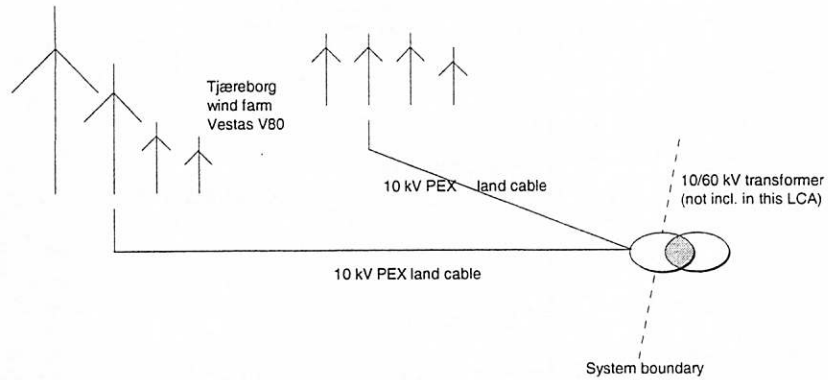 Tjæreborg
wind farm
Vestas V80
10 kV PEX land cable
10/60 kV transformer
(not incl. in this LCA)
10 kV PEX land cable
System boundary